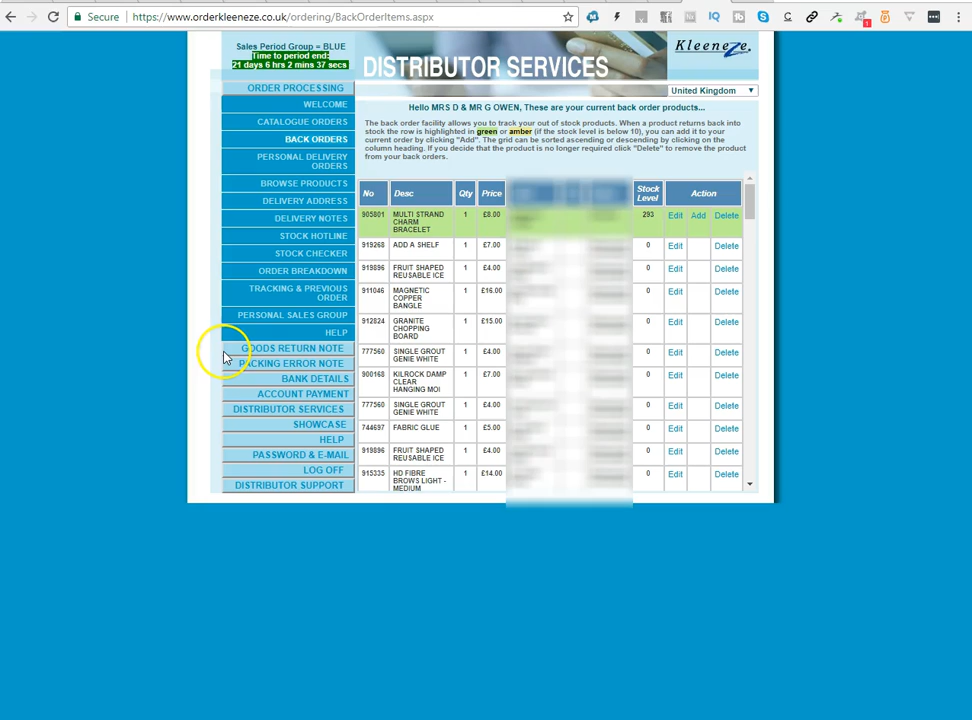 Secure
https://www.orderkleeneze.co.uk/ordering/BackOrderItems.aspx
Sales Period Group = BLUE
Time to period end:
21 days 6 hrs 2 mins 37 secs
DISTRIBUTOR SERVICES
Kleeneze.
United Kingdom
ORDER PROCESSING
WELCOME
CATALOGUE ORDERS
BACK ORDERS
PERSONAL DELIVERY
ORDERS
BROWSE PRODUCTS
DELIVERY ADDRESS
DELIVERY NOTES
STOCK HOTLINE
STOCK CHECKER
ORDER BREAKDOWN
TRACKING & PREVIOUS
ORDER
PERSONAL SALES GROUP
HELP
GOODS RETURN NOTE
PACKING ERROR NOTE
BANK DETAILS
ACCOUNT PAYMENT
DISTRIBUTOR SERVICES
SHOWCASE
HELP
PASSWORD & E-MAIL
LOG OFF
DISTRIBUTOR SUPPORT
Hello MRS D & MR G OWEN, These are your current back order products...
The back order facility allows you to track your out of stock products. When a product returns back into
stock the row is highlighted in green or amber (if the stock level is below 10), you can add it to your
current order by clicking "Add". The grid can be sorted ascending or descending by clicking on the
column heading. If you decide that the product is no longer required click "Delete" to remove the product
from your back orders.
No Desc Qty Price Stock Level Action
905801 MULTI STRAND CHARM BRACELET 1 £8.00 293 Edit Add Delete
919268 ADD A SHELF 1 £7.00 0 Edit Delete
919896 FRUIT SHAPED REUSABLE ICE 1 £4.00 0 Edit Delete
911046 MAGNETIC COPPER BANGLE 1 £16.00 0 Edit Delete
912824 GRANITE CHOPPING BOARD 1 £15.00 0 Edit Delete
777560 SINGLE GROUT GENIE WHITE 1 £4.00 0 Edit Delete
900168 KILROCK DAMP CLEAR HANGING MOI 1 £7.00 0 Edit Delete
777560 SINGLE GROUT GENIE WHITE 1 £4.00 0 Edit Delete
744697 FABRIC GLUE 1 £5.00 0 Edit Delete
919896 FRUIT SHAPED REUSABLE ICE 1 £4.00 0 Edit Delete
915335 HD FIBRE BROWS LIGHT - MEDIUM 1 £14.00 0 Edit Delete